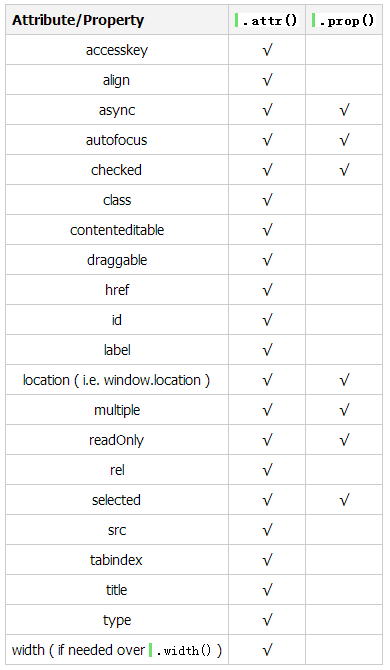 Attribute/Property .attr() .prop()
accesskey √
align √
async √ √
autofocus √ √
checked √ √
class √
contenteditable √
draggable √
href √
id √
label √
location ( i.e. window.location ) √ √
multiple √ √
readOnly √ √
rel √
selected √ √
src √
tabindex √
title √
type √
width ( if needed over .width() ) √